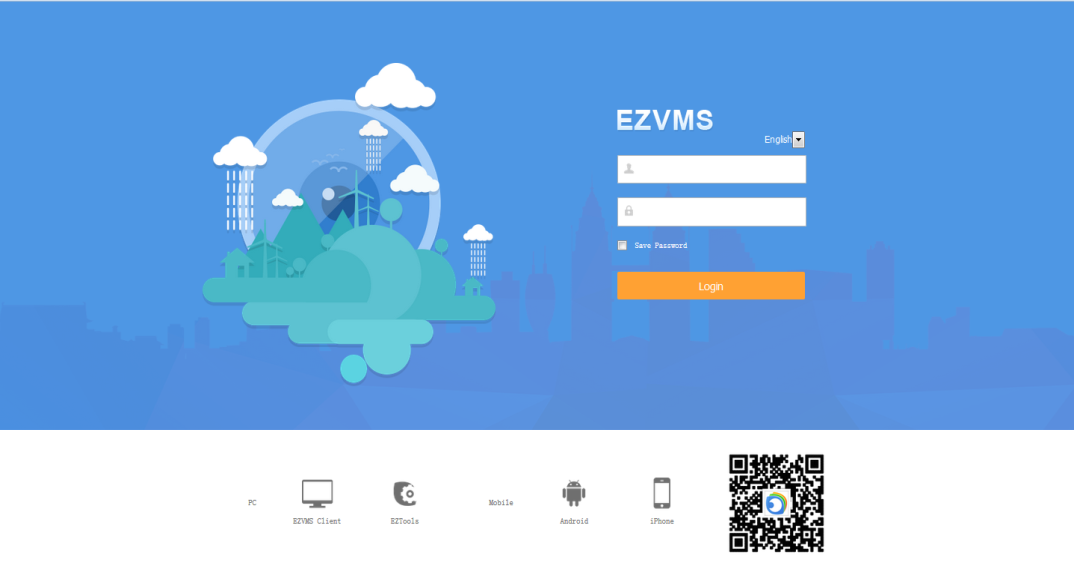 EZVMS
English
Save Password
Login
PC
EZVMS Client
EZTools
Mobile
Android
iPhone